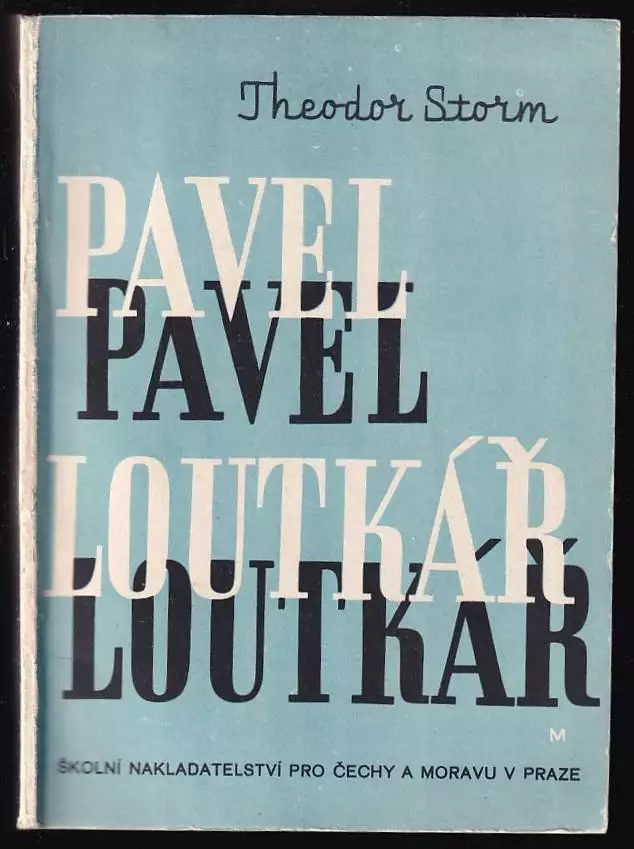 Theodor Storm
PAVEL
PAVEL
LOUTKÁŘ
LOUTKÁŘ
M
ŠKOLNÍ NAKLADATELSTVÍ PRO ČECHY A MORAVU V PRAZE